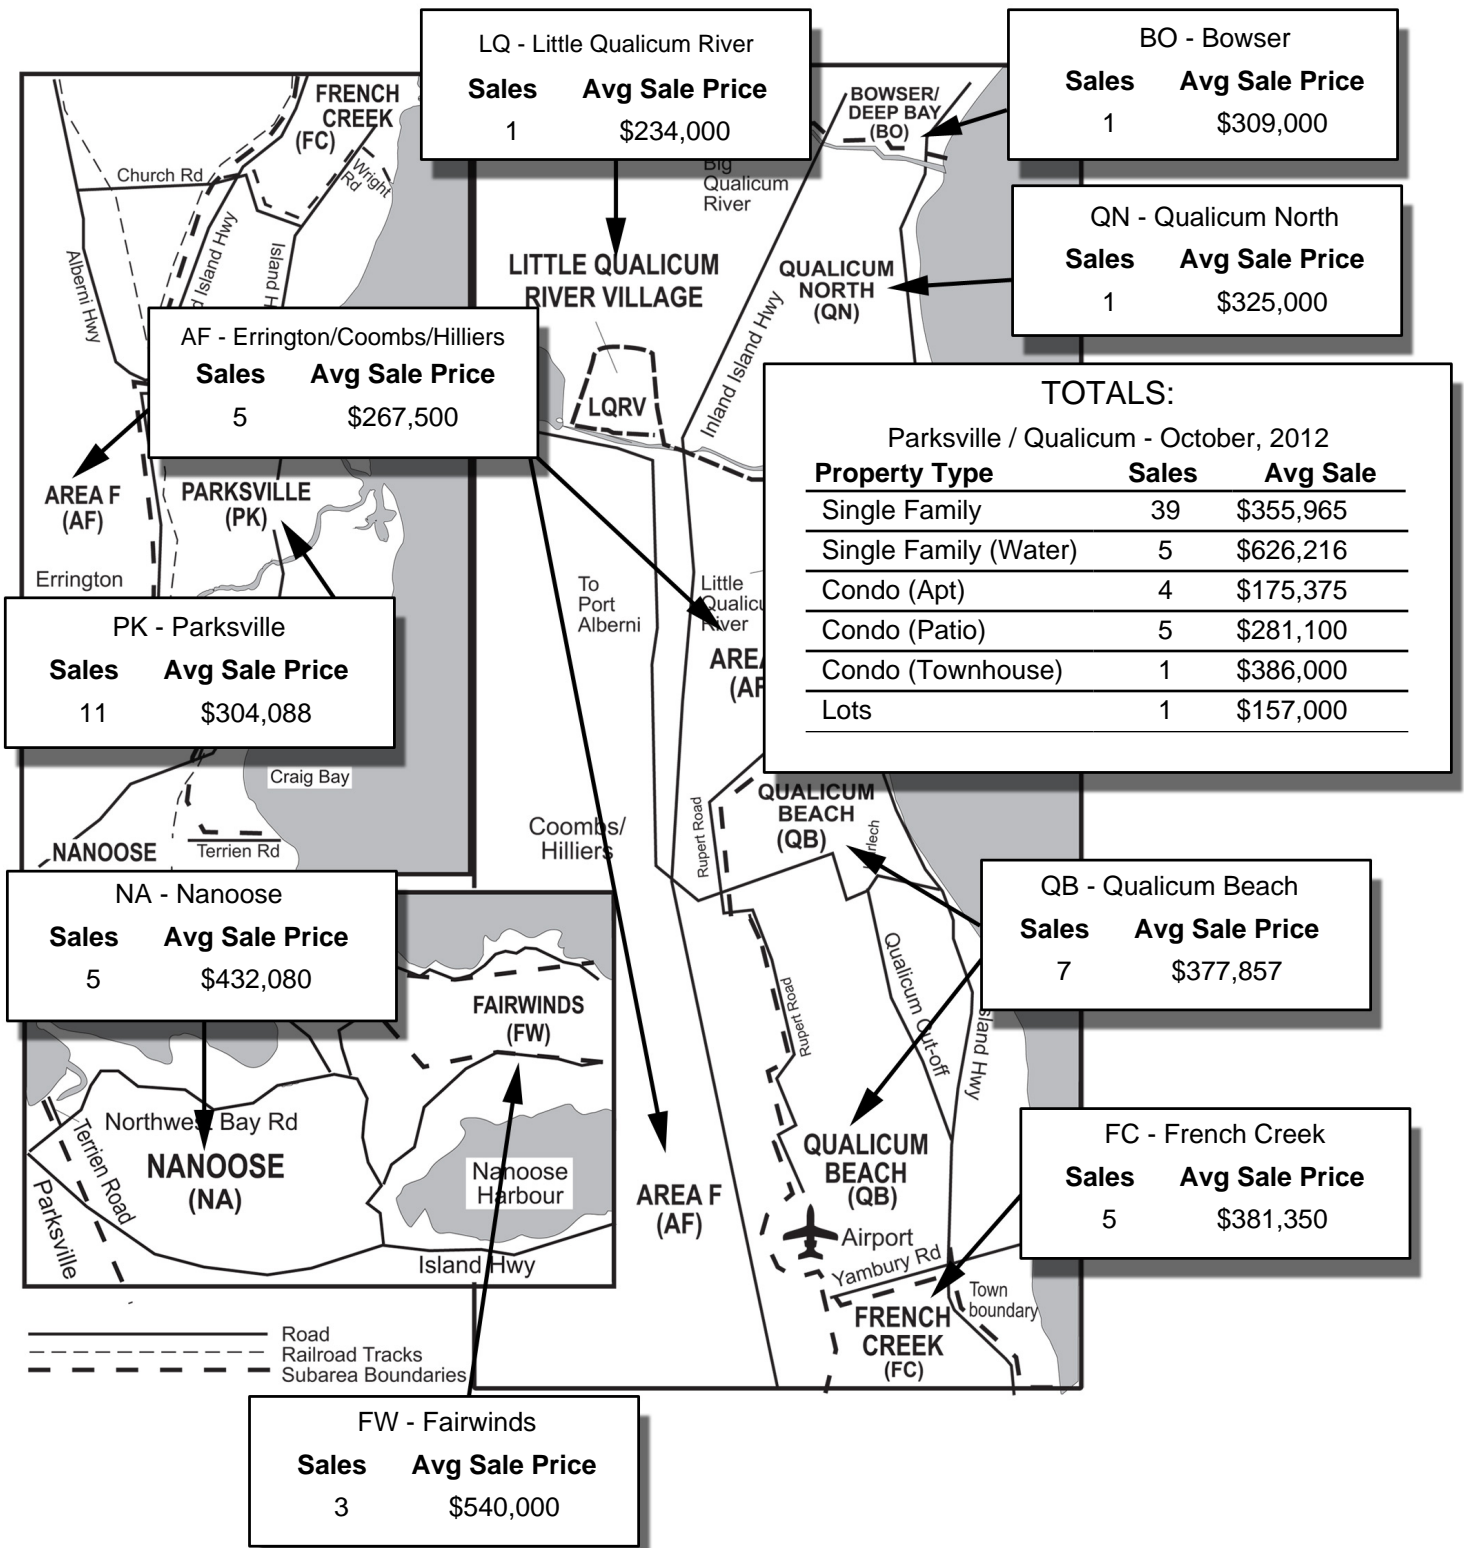 LQ - Little Qualicum River
Sales Avg Sale Price
1 $234,000
BO - Bowser
Sales Avg Sale Price
1 $309,000
QN - Qualicum North
Sales Avg Sale Price
1 $325,000
AF - Errington/Coombs/Hilliers
Sales Avg Sale Price
5 $267,500
TOTALS:
Parksville / Qualicum - October, 2012
Property Type Sales Avg Sale
Single Family 39 $355,965
Single Family (Water) 5 $626,216
Condo (Apt) 4 $175,375
Condo (Patio) 5 $281,100
Condo (Townhouse) 1 $386,000
Lots 1 $157,000
PK - Parksville
Sales Avg Sale Price
11 $304,088
NA - Nanoose
Sales Avg Sale Price
5 $432,080
QB - Qualicum Beach
Sales Avg Sale Price
7 $377,857
FC - French Creek
Sales Avg Sale Price
5 $381,350
FW - Fairwinds
Sales Avg Sale Price
3 $540,000
FRENCH
CREEK
(FC)
Church Rd
Wright
Rd
Alberni Hwy
d Island Hwy
Island H
AREA F
(AF)
PARKSVILLE
(PK)
Errington
Craig Bay
NANOOSE
Terrien Rd
BOWSER/
DEEP BAY
(BO)
Big
Qualicum
River
LITTLE QUALICUM
RIVER VILLAGE
QUALICUM
NORTH
(QN)
Inland Island Hwy
LQRV
To
Port
Alberni
Little
Qualicu
River
AREA
(AF
Coombs/
Hilliers
Rupert Road
QUALICUM
BEACH
(QB)
rlech
Qualicum Cut-off
Rupert Road
sland Hwy
QUALICUM
BEACH
(QB)
AREA F
(AF)
Airport
Yambury Rd
Town
boundary
FRENCH
CREEK
(FC)
FAIRWINDS
(FW)
Northwest Bay Rd
Terrien Road
Parksville
NANOOSE
(NA)
Nanoose
Harbour
Island Hwy
Road
Railroad Tracks
Subarea Boundaries